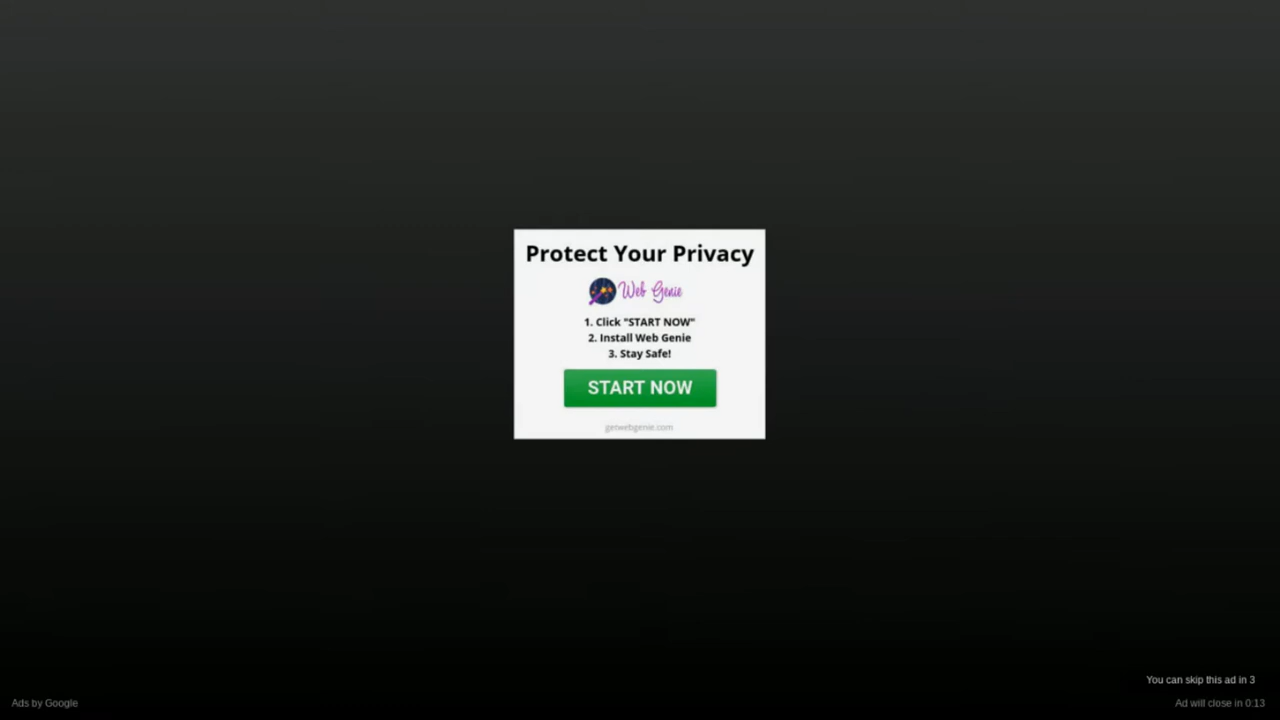 Protect Your Privacy
Web Genie
1. Click "START NOW"
2. Install Web Genie
3. Stay Safe!
START NOW
getwebgenie.com
You can skip this ad in 3
Ads by Google
Ad will close in 0:13